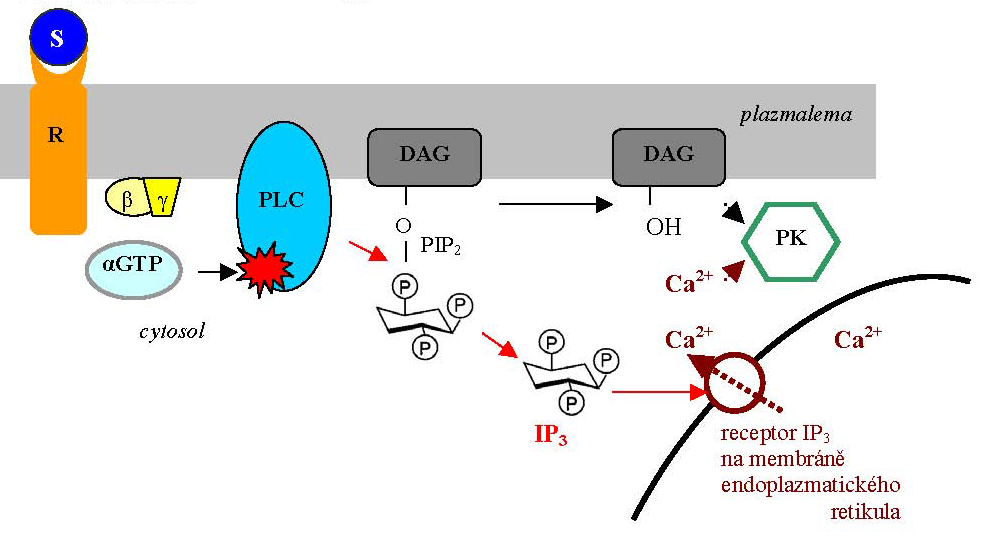 S
R
β γ
αGTP
cytosol
PLC
DAG
O
PIP₂
P
P
P
P
P
P
IP₃
DAG
OH
plazmalema
PK
Ca²⁺
Ca²⁺
Ca²⁺
receptor IP₃
na membráně
endoplazmatického
retikula